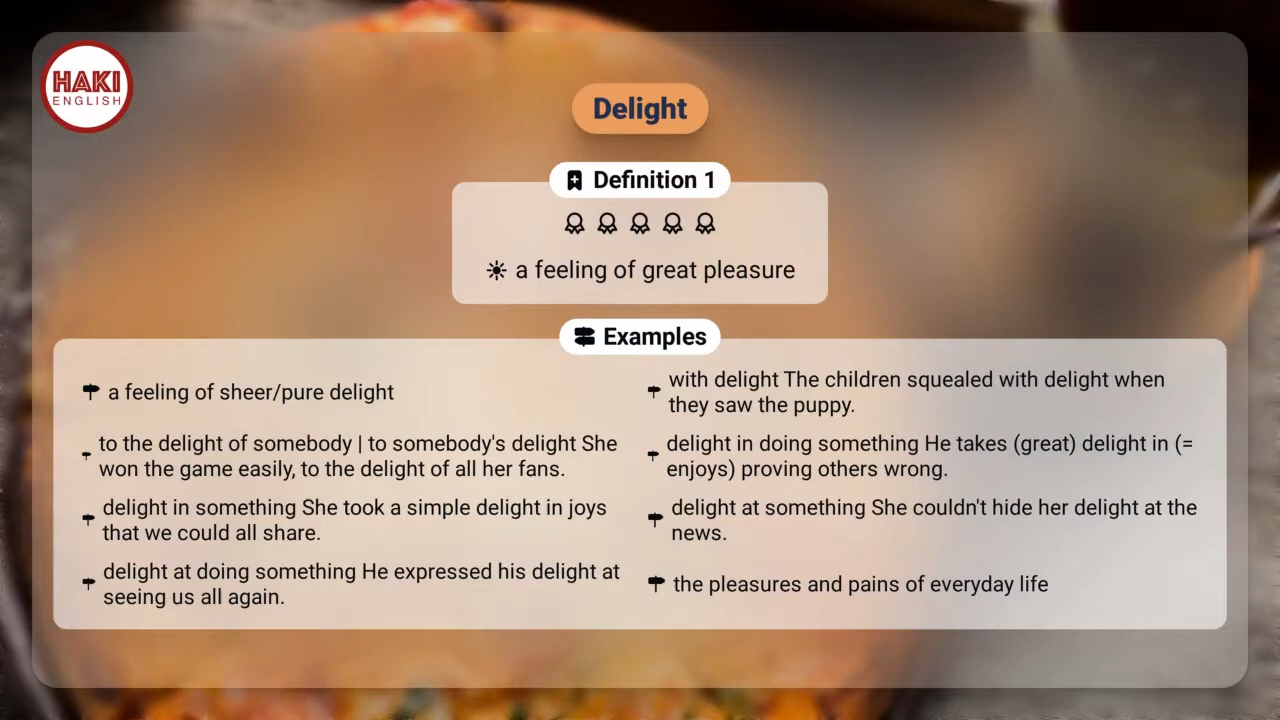 HAKI
ENGLISH
Delight
Definition 1
a feeling of great pleasure
Examples
a feeling of sheer/pure delight
with delight The children squealed with delight when
they saw the puppy.
to the delight of somebody | to somebody's delight She
won the game easily, to the delight of all her fans.
delight in doing something He takes (great) delight in (=
enjoys) proving others wrong.
delight in something She took a simple delight in joys
that we could all share.
delight at something She couldn't hide her delight at the
news.
delight at doing something He expressed his delight at
seeing us all again.
the pleasures and pains of everyday life